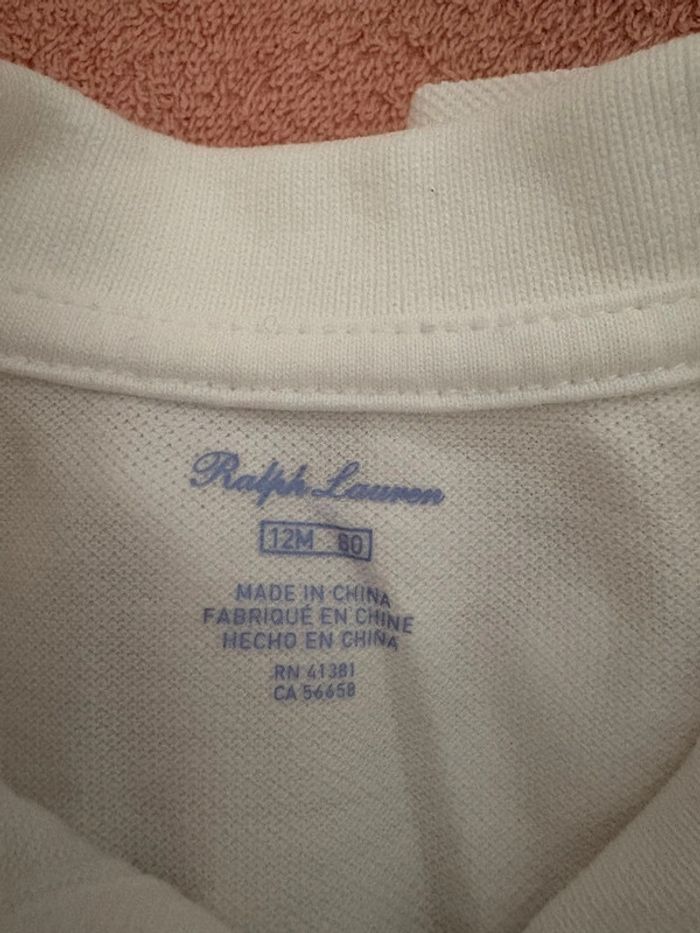 Ralph Lauren
12M 80
MADE IN CHINA
FABRIQUÉ EN CHINE
HECHO EN CHINA
RN 41381
CA 56658